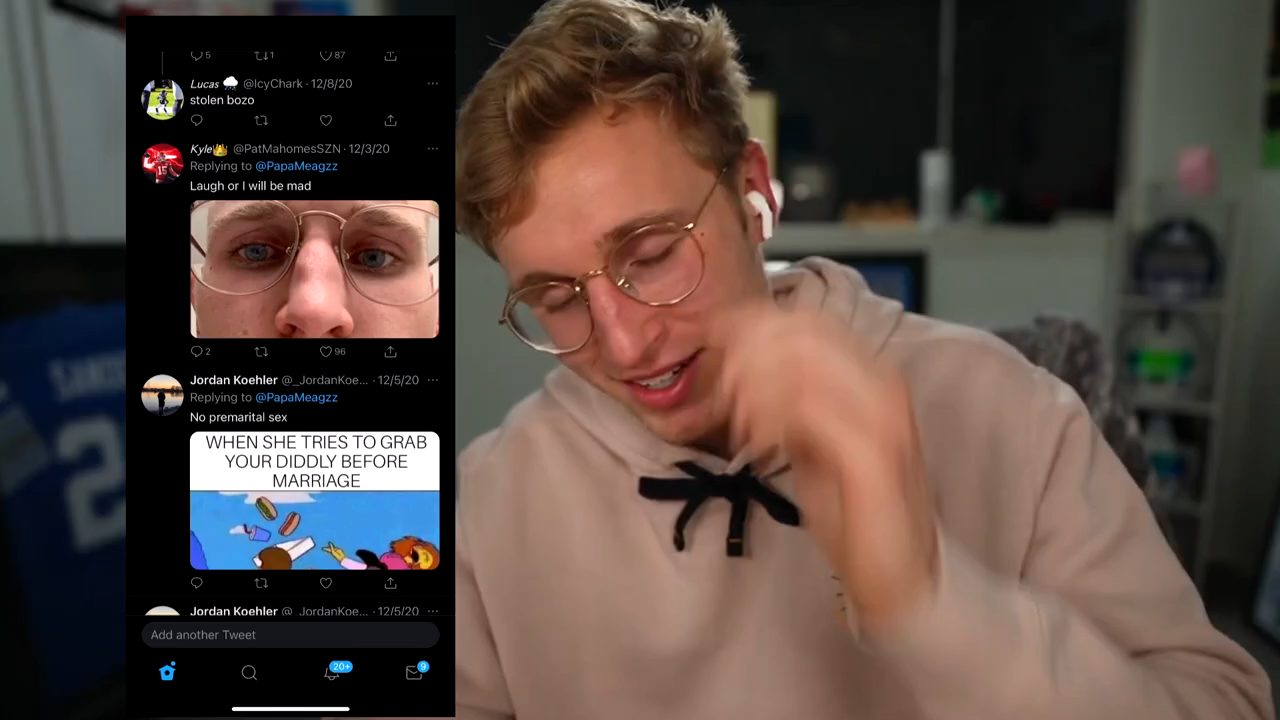 5 1 87
Lucas 🌧️ @IcyChark · 12/8/20 ...
stolen bozo
Kyle👑 @PatMahomesSZN · 12/3/20 ...
Replying to @PapaMeagzz
Laugh or I will be mad
2 96
Jordan Koehler @_JordanKoe... · 12/5/20 ...
Replying to @PapaMeagzz
No premarital sex
WHEN SHE TRIES TO GRAB
YOUR DIDDLY BEFORE
MARRIAGE
Jordan Koehler @_JordanKoe... · 12/5/20 ...
Add another Tweet
20+ 9
15
2